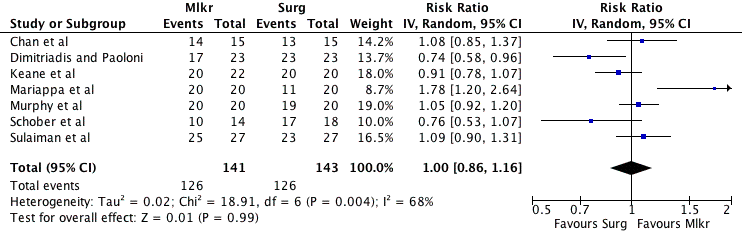 Mlkr Surg Risk Ratio Risk Ratio
Study or Subgroup Events Total Events Total Weight IV, Random, 95% CI IV, Random, 95% CI
Chan et al 14 15 13 15 14.2% 1.08 [0.85, 1.37]
Dimitriadis and Paoloni 17 23 23 23 13.7% 0.74 [0.58, 0.96]
Keane et al 20 22 20 20 18.0% 0.91 [0.78, 1.07]
Mariappa et al 20 20 11 20 8.7% 1.78 [1.20, 2.64]
Murphy et al 20 20 19 20 19.0% 1.05 [0.92, 1.20]
Schober et al 10 14 17 18 10.0% 0.76 [0.53, 1.07]
Sulaiman et al 25 27 23 27 16.5% 1.09 [0.90, 1.31]
Total (95% CI) 141 143 100.0% 1.00 [0.86, 1.16]
Total events 126 126
Heterogeneity: Tau² = 0.02; Chi² = 18.91, df = 6 (P = 0.004); I² = 68%
Test for overall effect: Z = 0.01 (P = 0.99)
0.5 0.7 1 1.5 2
Favours Surg Favours Mlkr